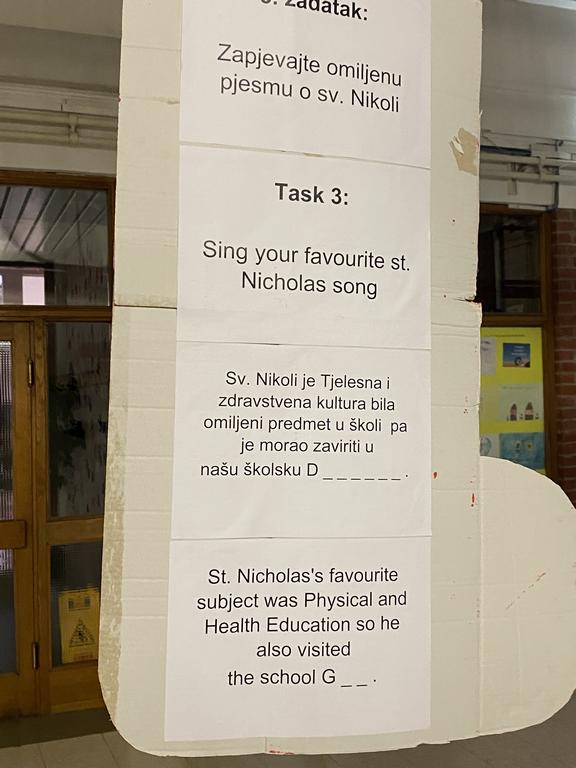 3. zadatak:
Zapjevajte omiljenu
pjesmu o sv. Nikoli
Task 3:
Sing your favourite st.
Nicholas song
Sv. Nikoli je Tjelesna i
zdravstvena kultura bila
omiljeni predmet u školi pa
je morao zaviriti u
našu školsku D _ _ _ _ _ _ .
St. Nicholas's favourite
subject was Physical and
Health Education so he
also visited
the school G _ _ .